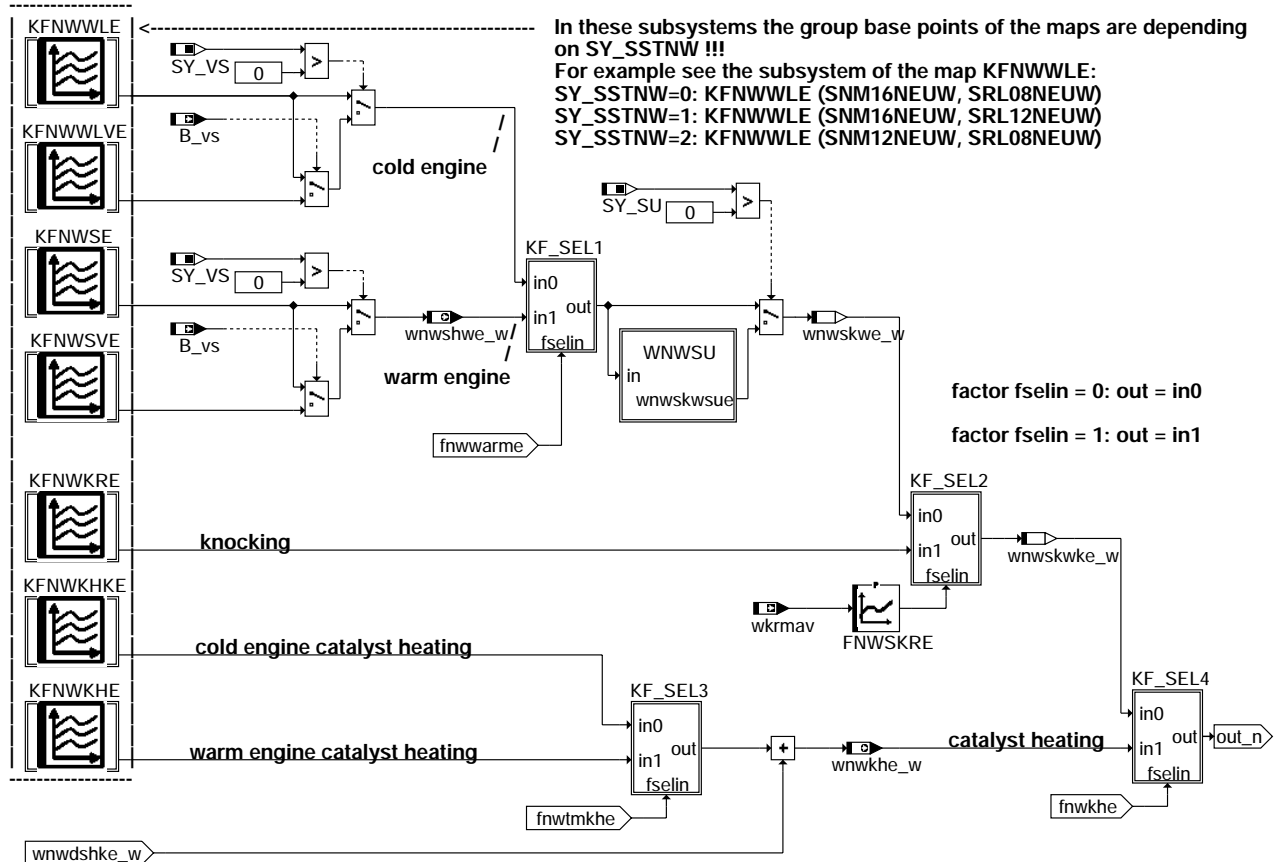 KFNWWLE
<
In these subsystems the group base points of the maps are depending
on SY_SSTNW !!!
For example see the subsystem of the map KFNWWLE:
SY_SSTNW=0: KFNWWLE (SNM16NEUW, SRL08NEUW)
SY_SSTNW=1: KFNWWLE (SNM16NEUW, SRL12NEUW)
SY_SSTNW=2: KFNWWLE (SNM12NEUW, SRL08NEUW)
SY_VS
0
>
KFNWWLVE
B_vs
cold engine
SY_SU
0
>
KFNWSE
SY_VS
0
>
KF_SEL1
in0
in1
out
fselin
wnwshwe_w
KFNWSVE
B_vs
warm engine
WNWSU
in
wnwskwsue
wnwskwe_w
factor fselin = 0: out = in0
factor fselin = 1: out = in1
fnwwarme
KFNWKRE
knocking
KF_SEL2
in0
in1
out
fselin
wnwskwke_w
P
wkrmav
FNWSKRE
KFNWKHKE
cold engine catalyst heating
KFNWKHE
warm engine catalyst heating
KF_SEL3
in0
in1
out
fselin
+
wnwkhe_w
catalyst heating
KF_SEL4
in0
in1
out
fselin
out_n
fnwtmkhe
fnwkhe
wnwdshke_w